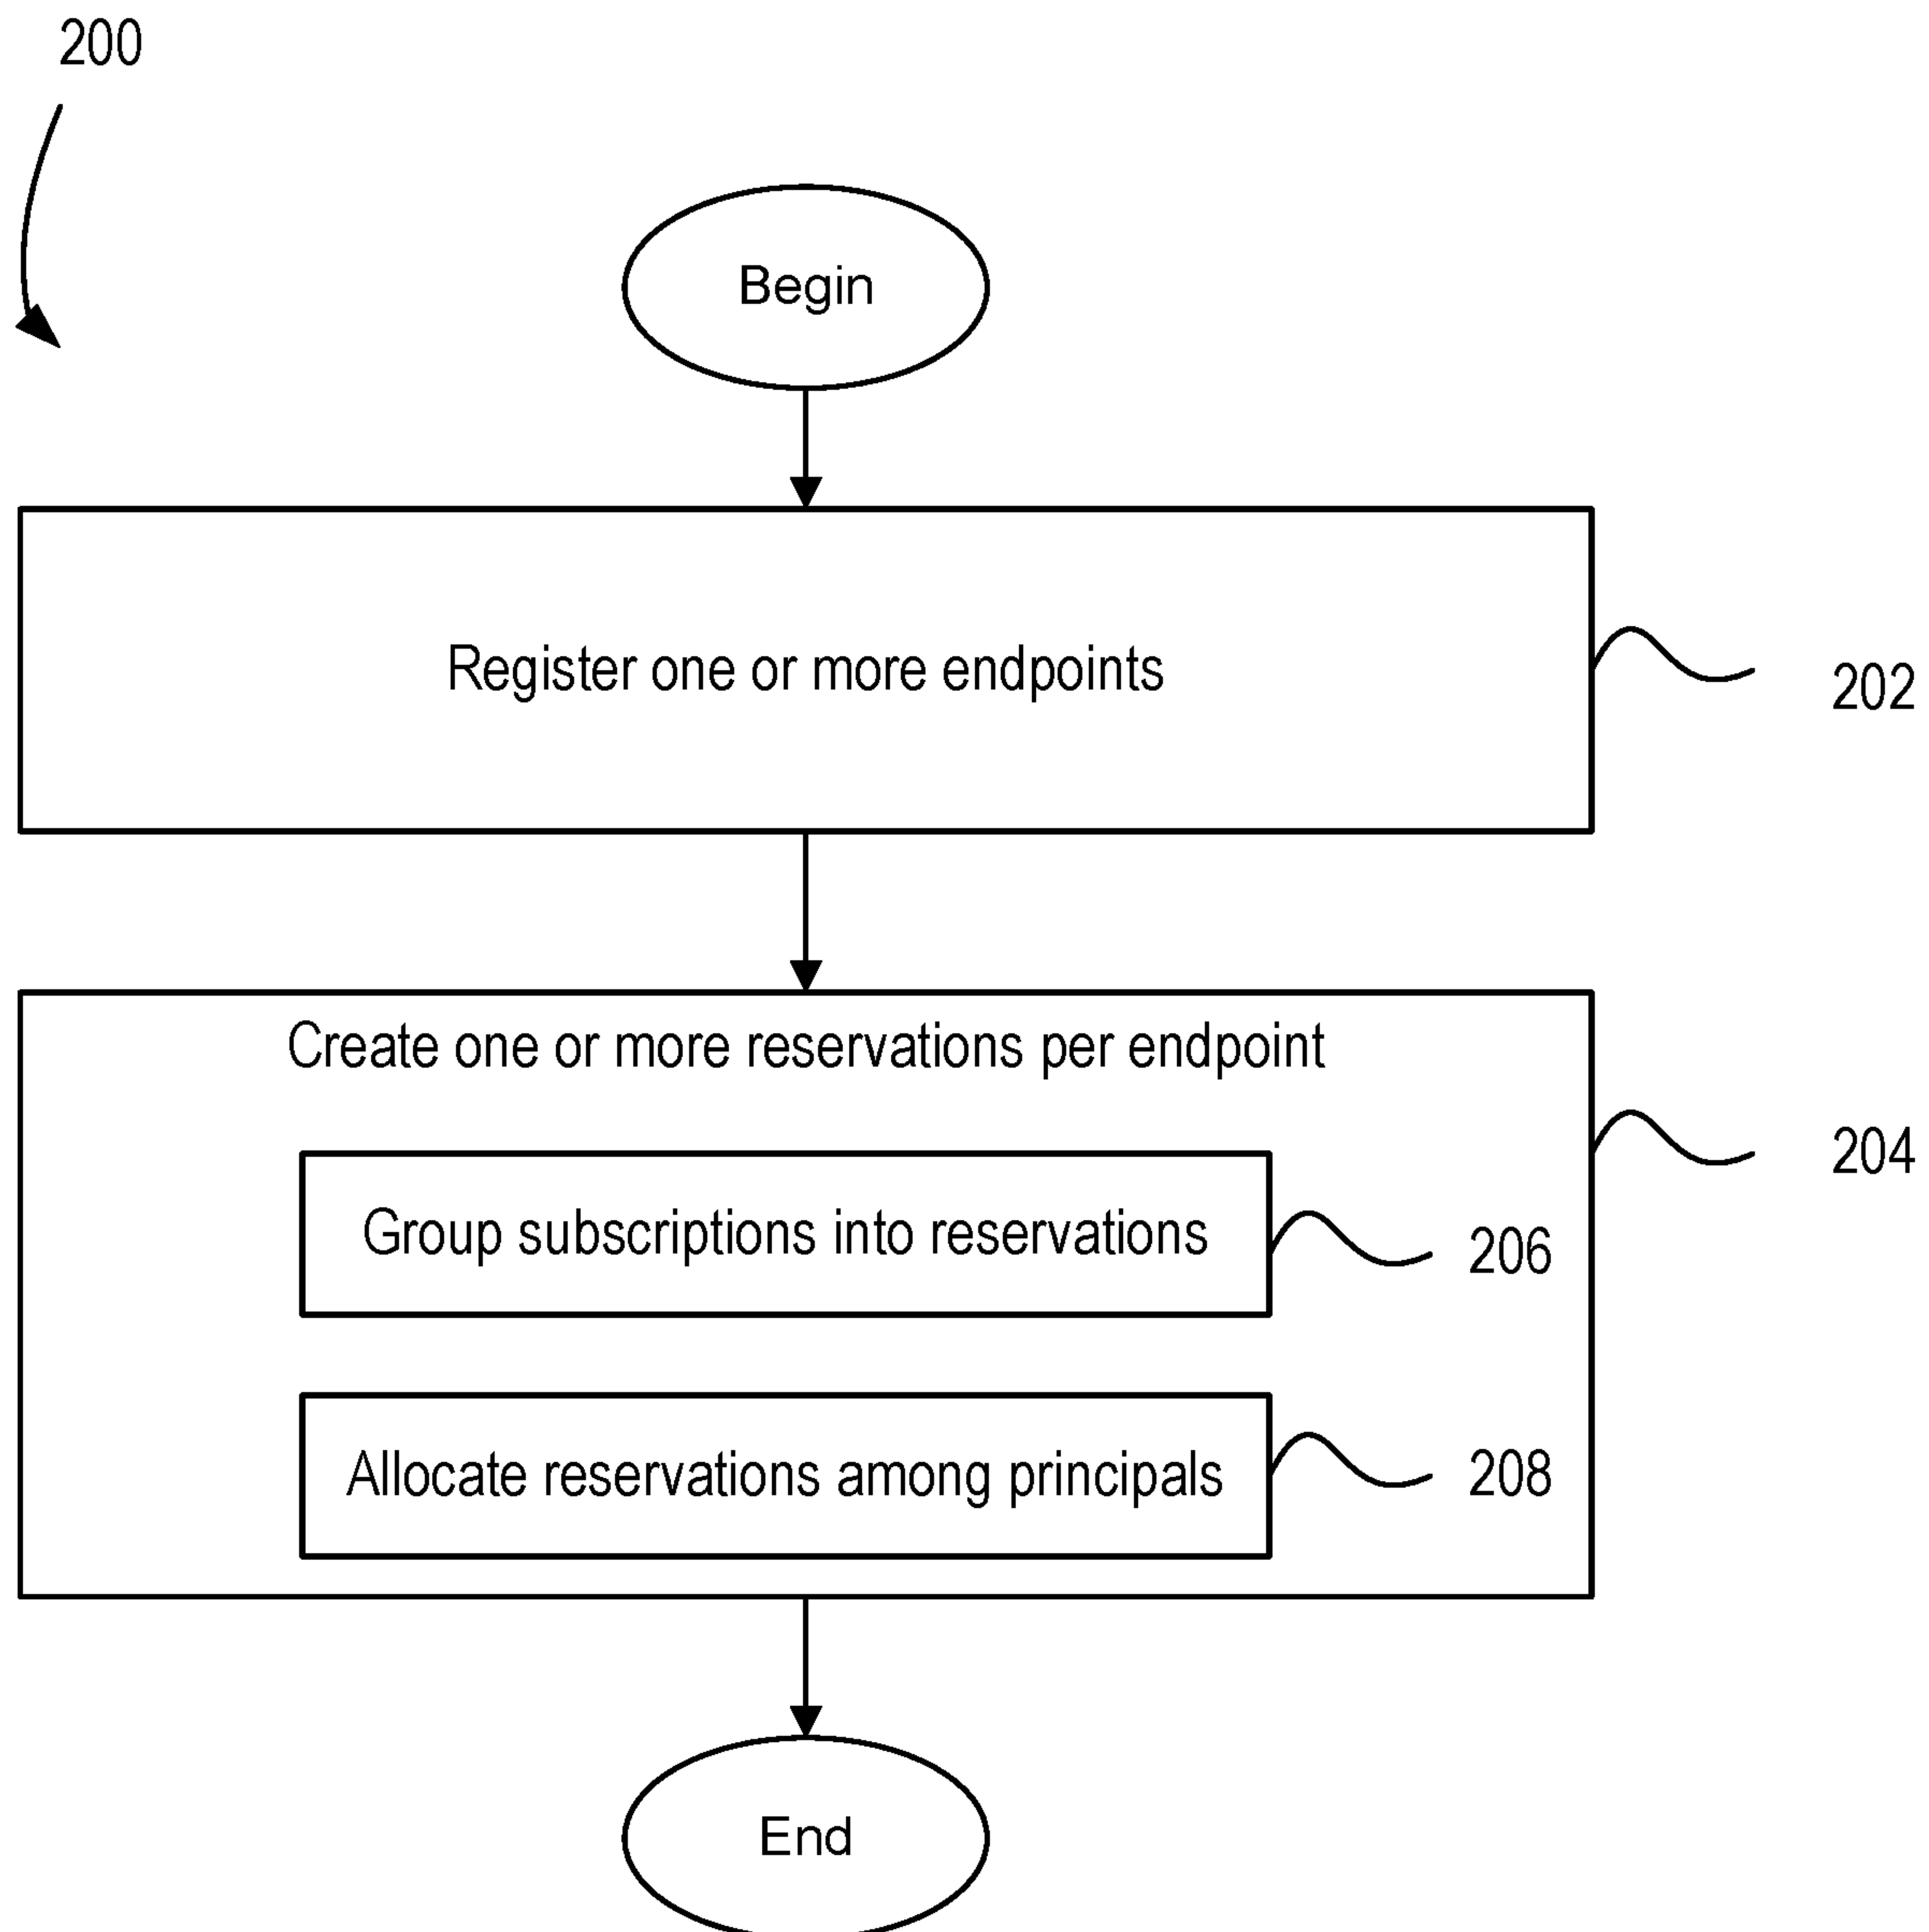 200
Begin
Register one or more endpoints
202
Create one or more reservations per endpoint
204
Group subscriptions into reservations
206
Allocate reservations among principals
208
End